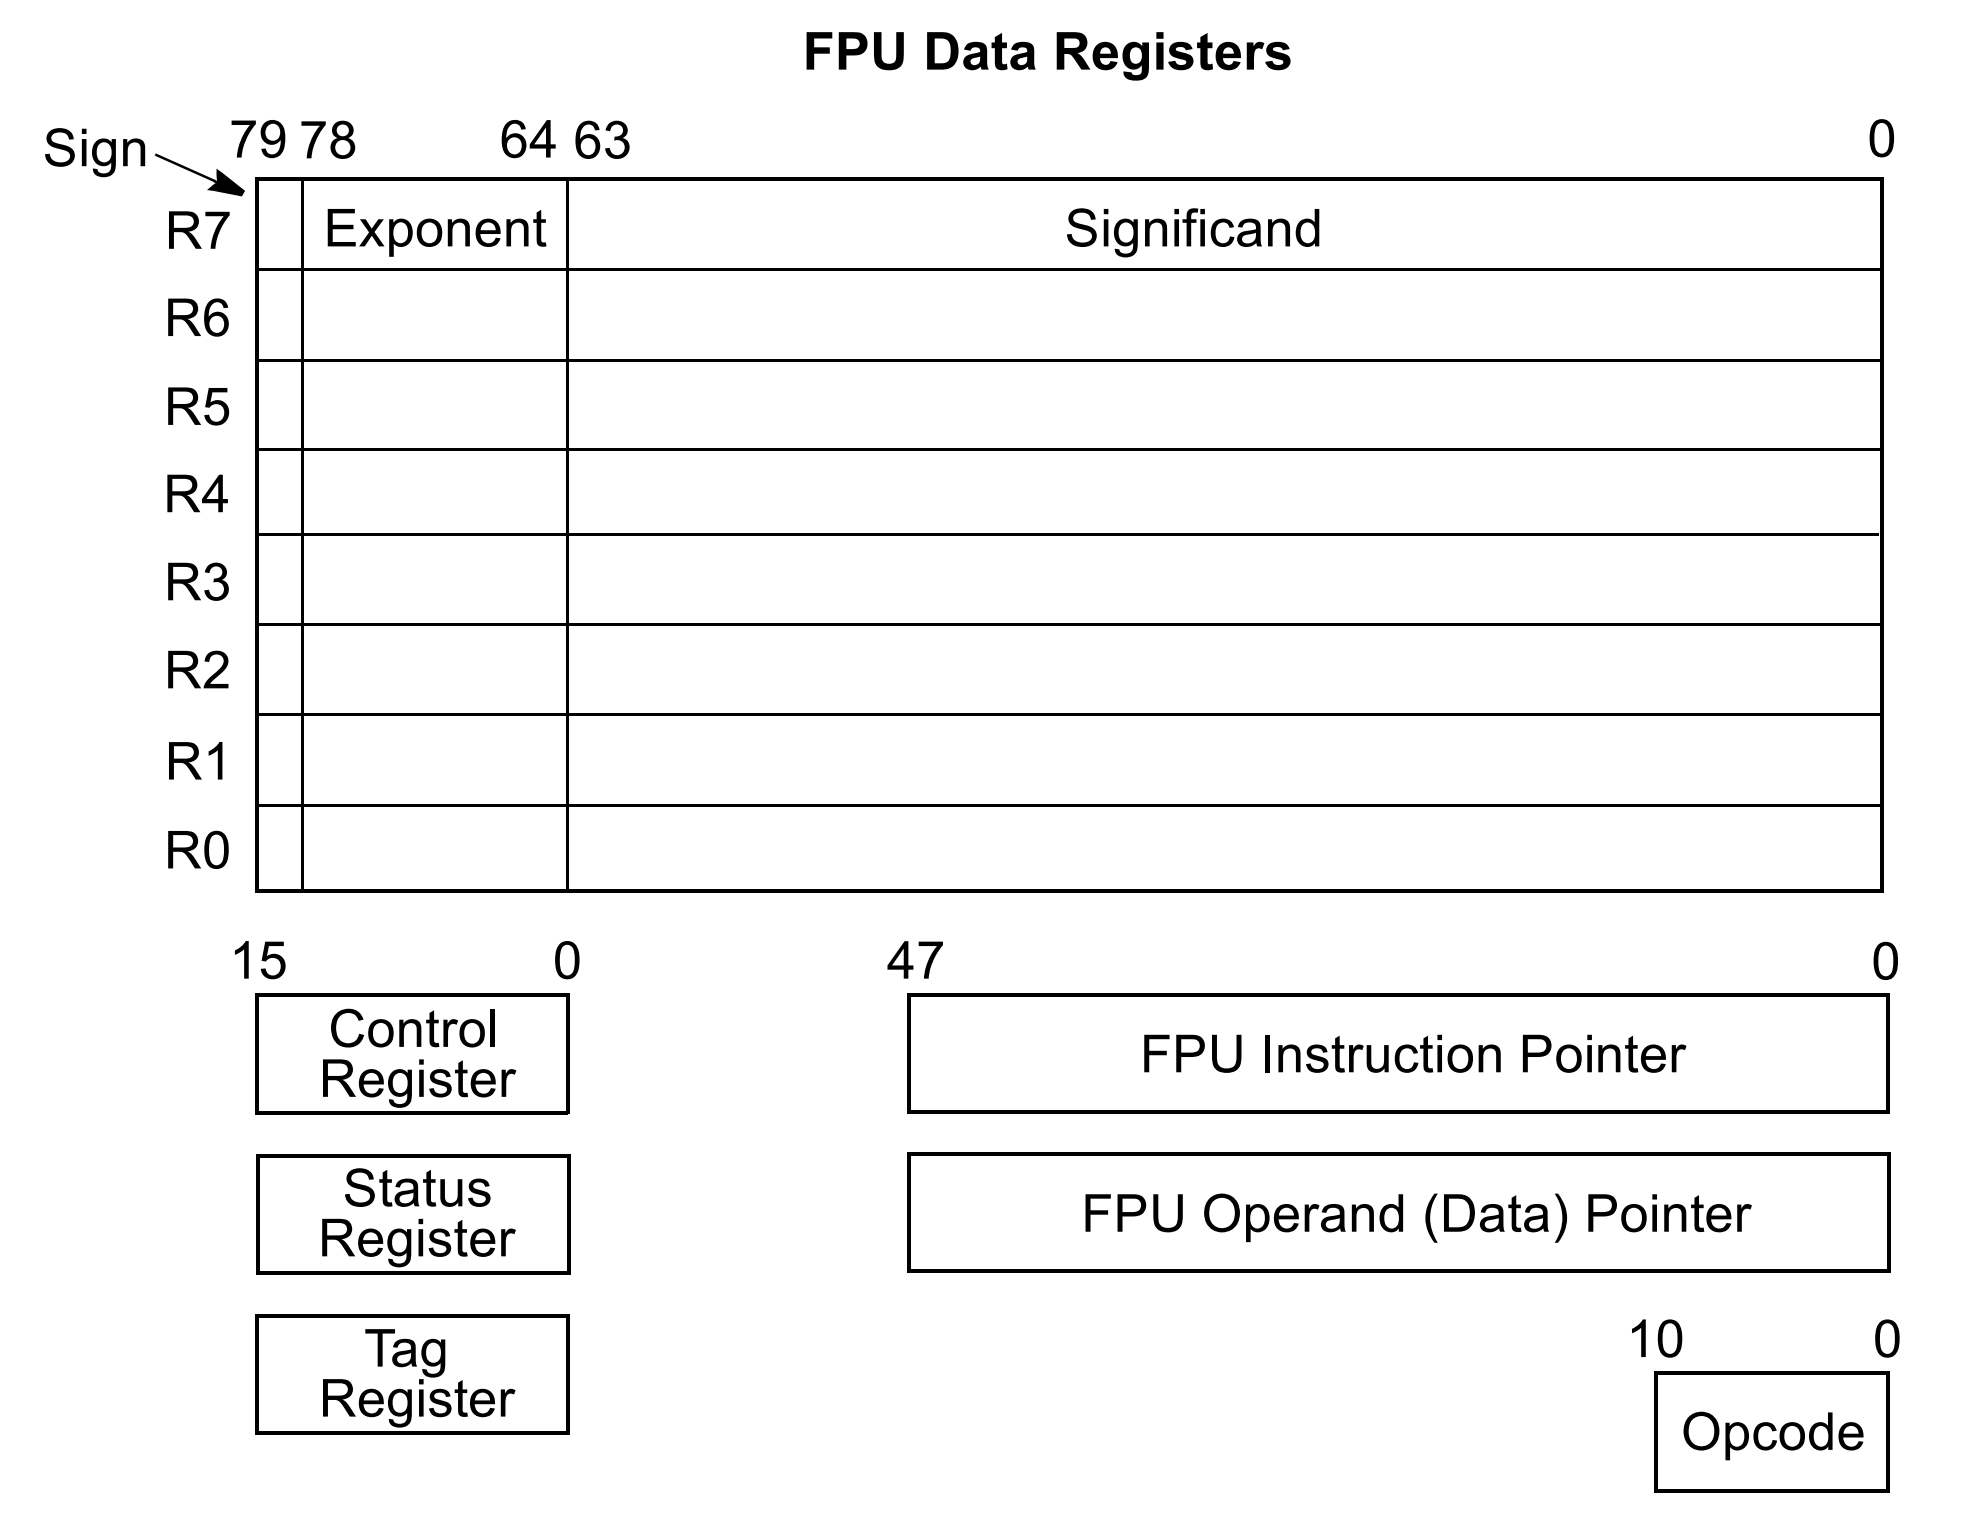 FPU Data Registers
Sign
79 78 64 63 0
R7 Exponent Significand
R6
R5
R4
R3
R2
R1
R0
15 0 47 0
Control
Register
FPU Instruction Pointer
Status
Register
FPU Operand (Data) Pointer
Tag
Register
10 0
Opcode